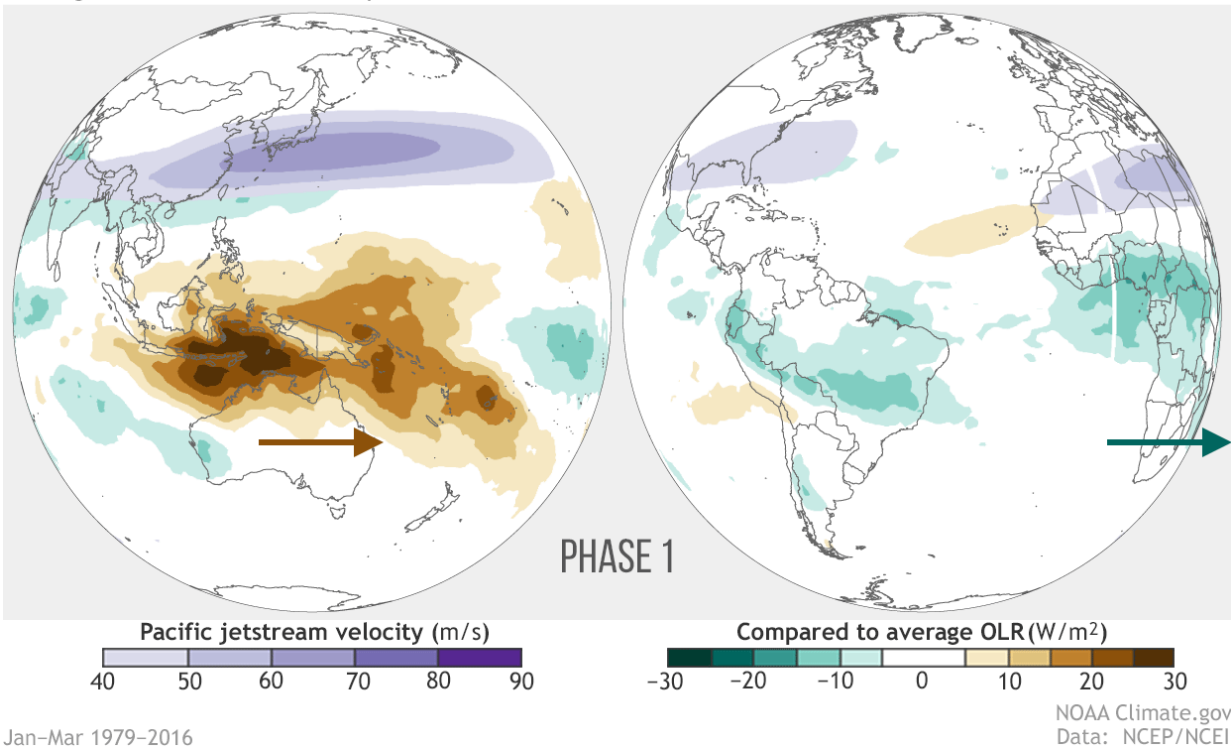 PHASE 1
Pacific jetstream velocity (m/s)
40 50 60 70 80 90
Compared to average OLR (W/m²)
−30 −20 −10 0 10 20 30
NOAA Climate.gov
Jan–Mar 1979–2016
Data: NCEP/NCEI